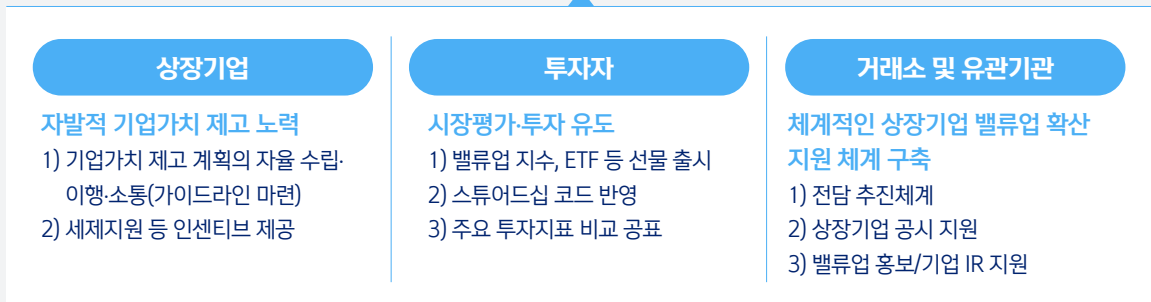 상장기업
자발적 기업가치 제고 노력
1) 기업가치 제고 계획의 자율 수립·
이행·소통(가이드라인 마련)
2) 세제지원 등 인센티브 제공
투자자
시장평가·투자 유도
1) 밸류업 지수, ETF 등 선물 출시
2) 스튜어드십 코드 반영
3) 주요 투자지표 비교 공표
거래소 및 유관기관
체계적인 상장기업 밸류업 확산
지원 체계 구축
1) 전담 추진체계
2) 상장기업 공시 지원
3) 밸류업 홍보/기업 IR 지원